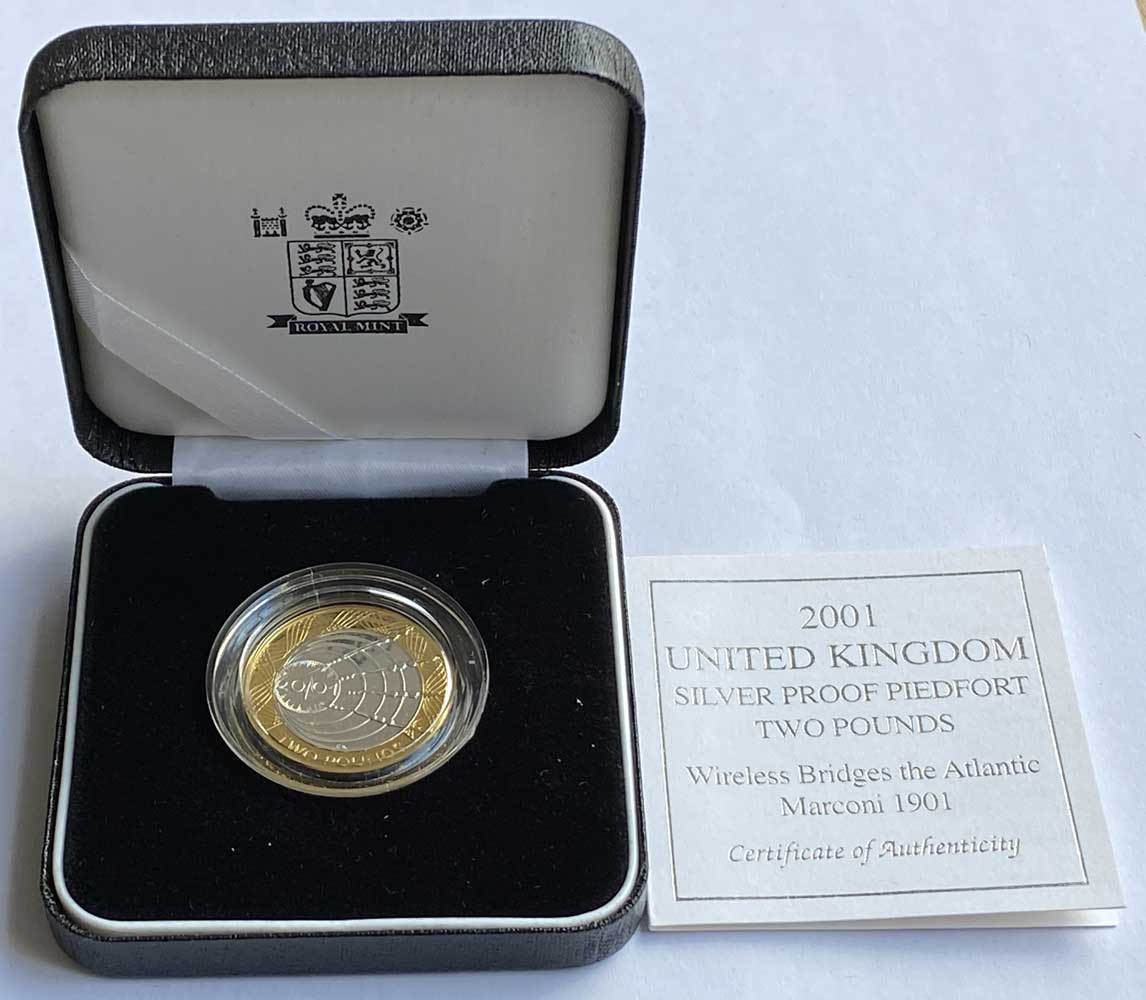 ROYAL MINT
2001
TWO POUNDS
2001
UNITED KINGDOM
SILVER PROOF PIEDFORT
TWO POUNDS
Wireless Bridges the Atlantic
Marconi 1901
Certificate of Authenticity